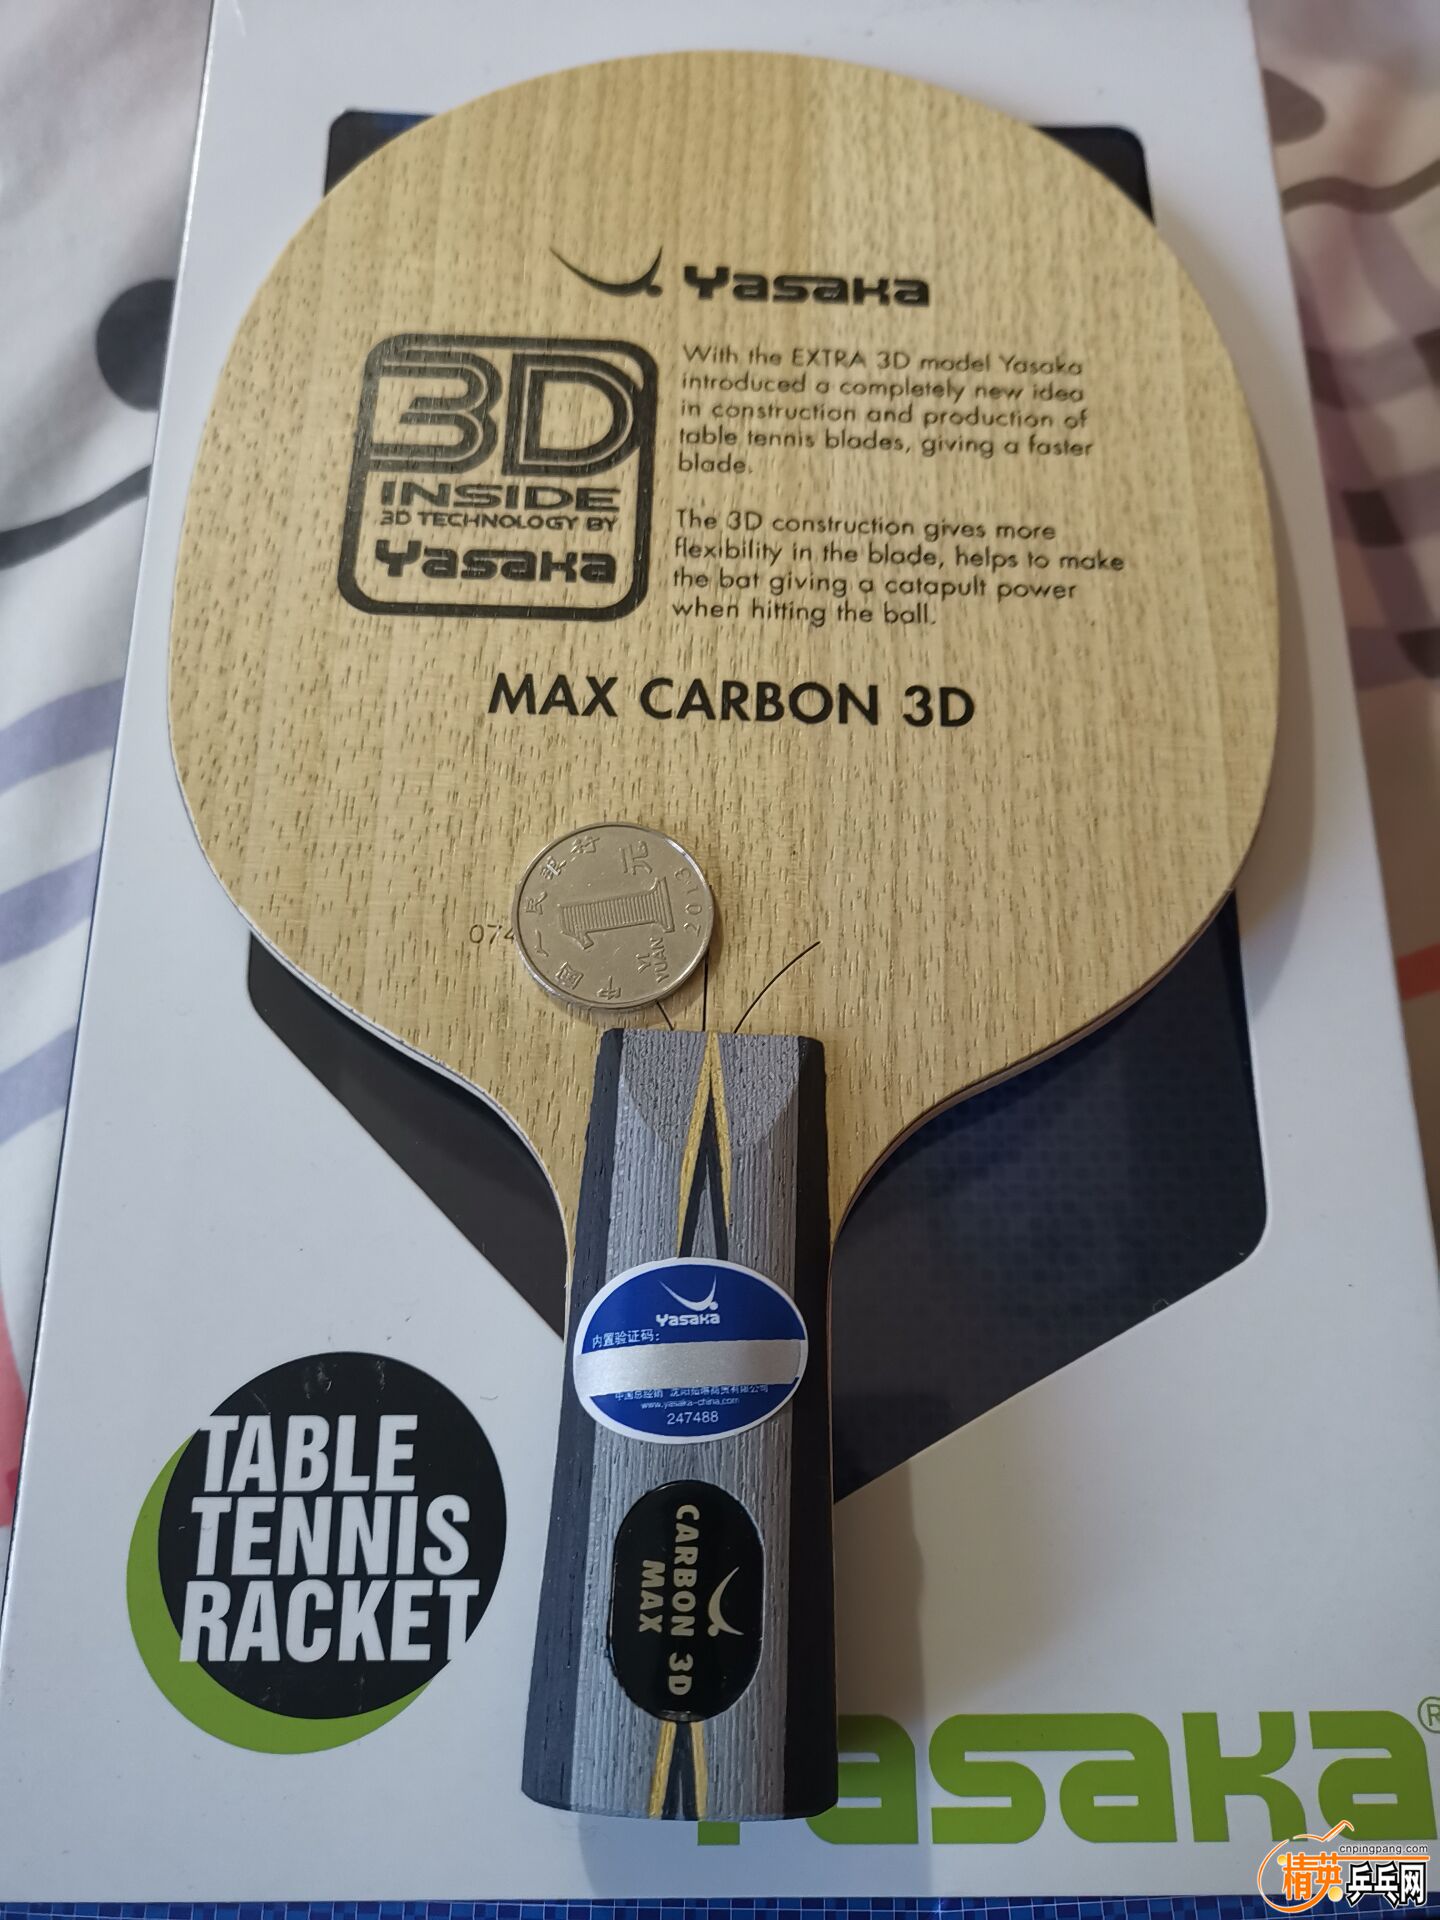 Yasaka
With the EXTRA 3D model Yasaka
introduced a completely new idea
in construction and production of
table tennis blades, giving a faster
blade.
The 3D construction gives more
flexibility in the blade, helps to make
the bat giving a catapult power
when hitting the ball.
3D
INSIDE
3D TECHNOLOGY BY
Yasaka
MAX CARBON 3D
074
中國人民銀行
1
元
YI
YUAN
2013
Yasaka
内置验证码:
www.yasaka-china.com
247488
CARBON 3D
MAX
TABLE
TENNIS
RACKET
Yasaka®
cnpingpang.com
精英乒乓网